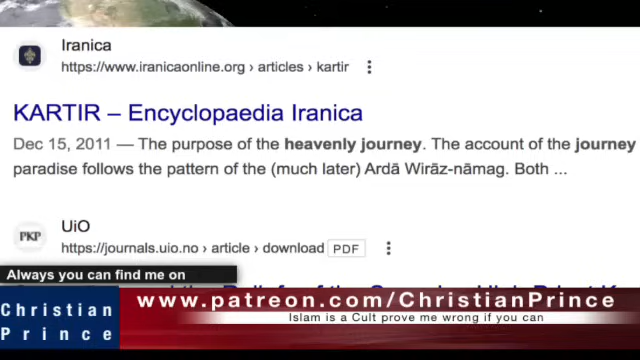 Iranica
https://www.iranicaonline.org › articles › kartir
KARTIR – Encyclopaedia Iranica
Dec 15, 2011 — The purpose of the heavenly journey. The account of the journey
paradise follows the pattern of the (much later) Ardā Wirāz-nāmag. Both ...
PKP
UiO
https://journals.uio.no › article › download PDF
Always you can find me on
Christian
Prince
www.patreon.com/ChristianPrince
Islam is a Cult prove me wrong if you can